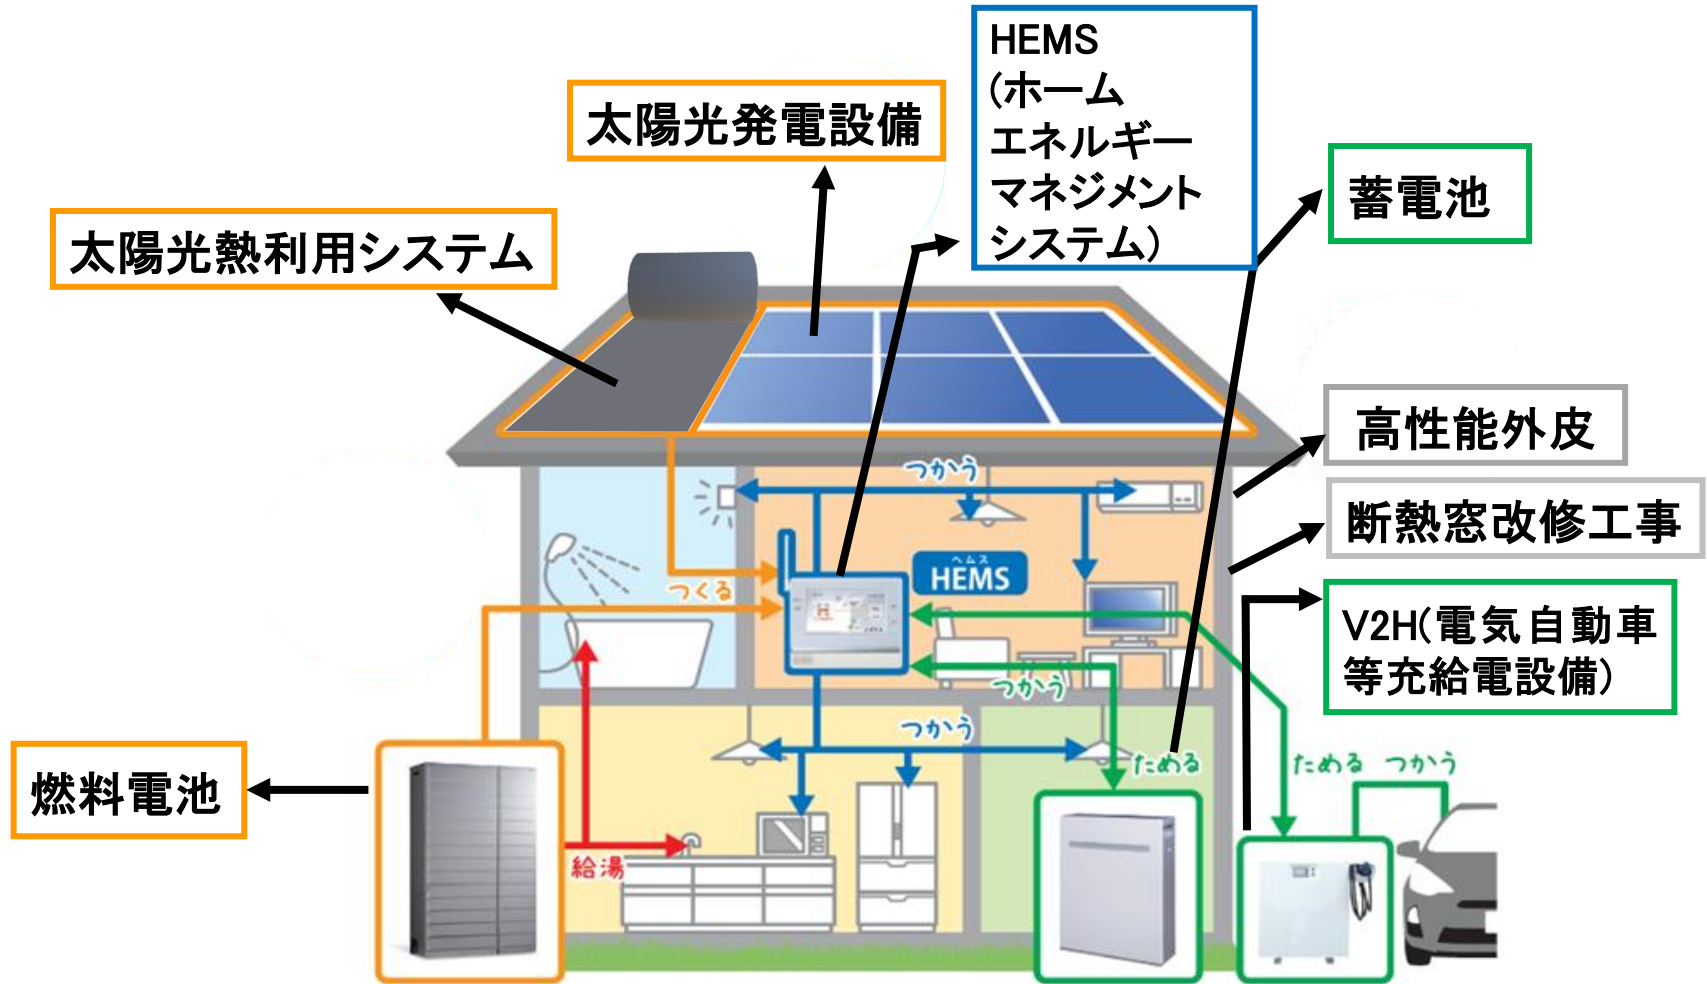 HEMS
(ホーム
エネルギー
マネジメント
システム)
太陽光発電設備
蓄電池
太陽光熱利用システム
高性能外皮
つかう
断熱窓改修工事
ヘムス
HEMS
つくる
V2H(電気自動車
等充給電設備)
つかう
つかう
ためる
ためる つかう
燃料電池
給湯